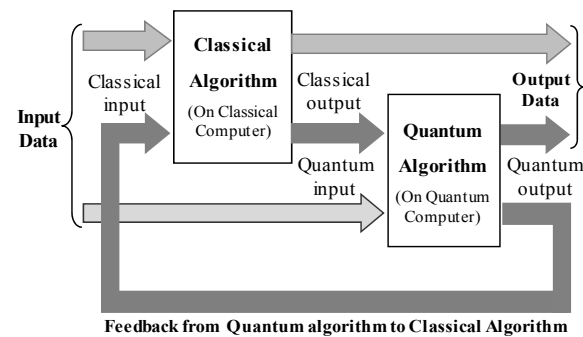 Input
Data
Classical
input
Classical
Algorithm
(On Classical
Computer)
Classical
output
Quantum
input
Quantum
Algorithm
(On Quantum
Computer)
Output
Data
Quantum
output
Feedback from Quantum algorithm to Classical Algorithm